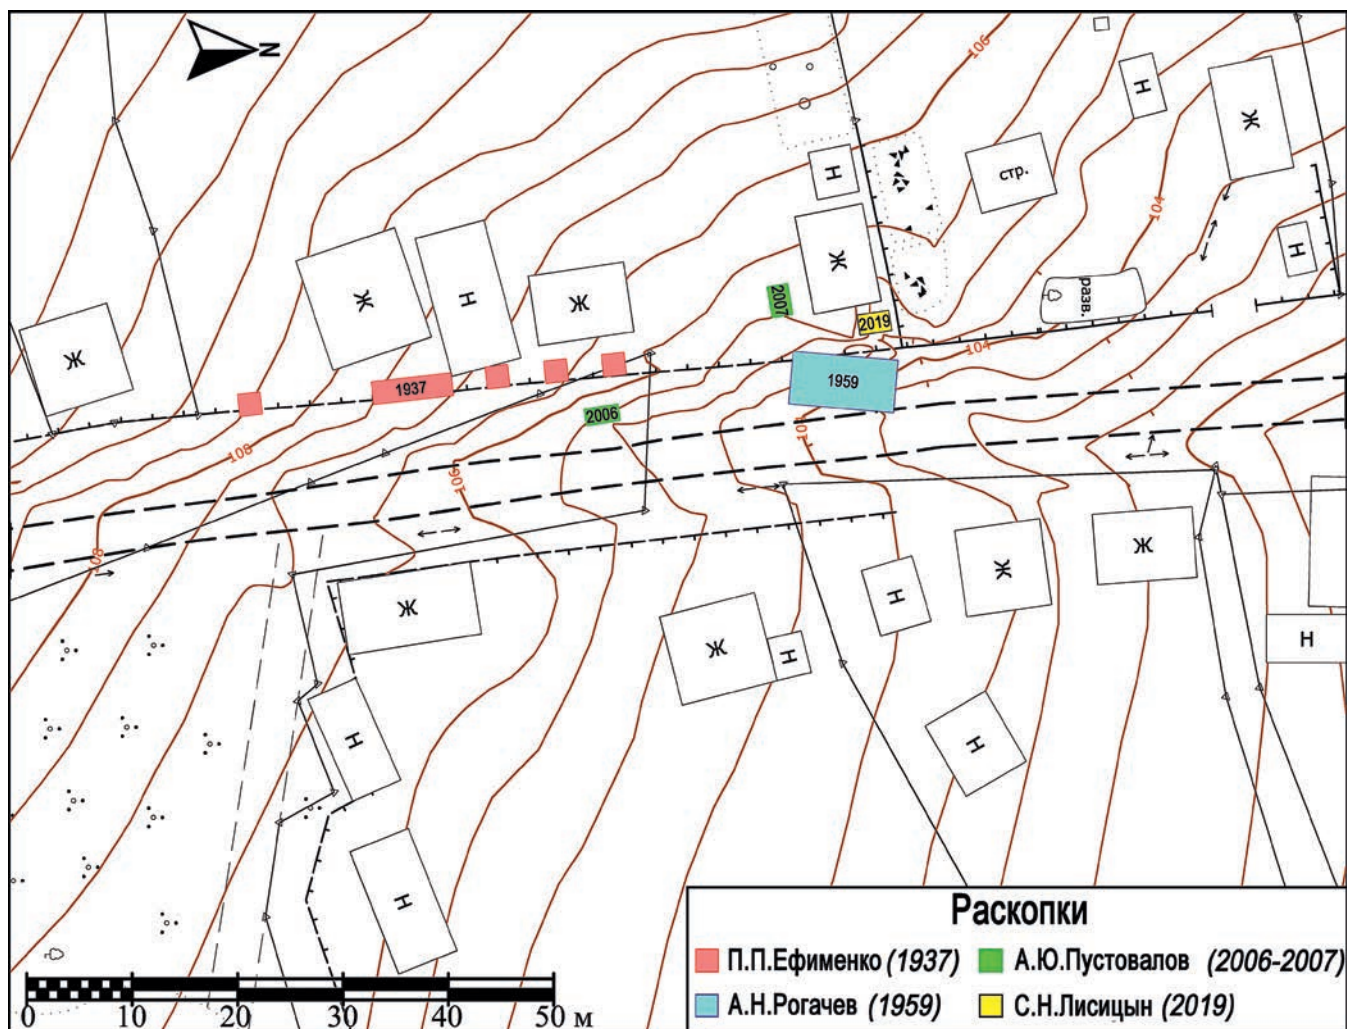 N
106
Н
Ж
Н
стр.
104
Ж
Н
Ж
Н
Ж
2007
разв.
2019
Ж
104
1937
1959
2006
108
106
104
108
Ж
Ж
Ж
Н
Н
Ж
Н
Н
Н
Н
Раскопки
П.П.Ефименко (1937)
А.Ю.Пустовалов (2006-2007)
А.Н.Рогачев (1959)
С.Н.Лисицын (2019)
0 10 20 30 40 50 м